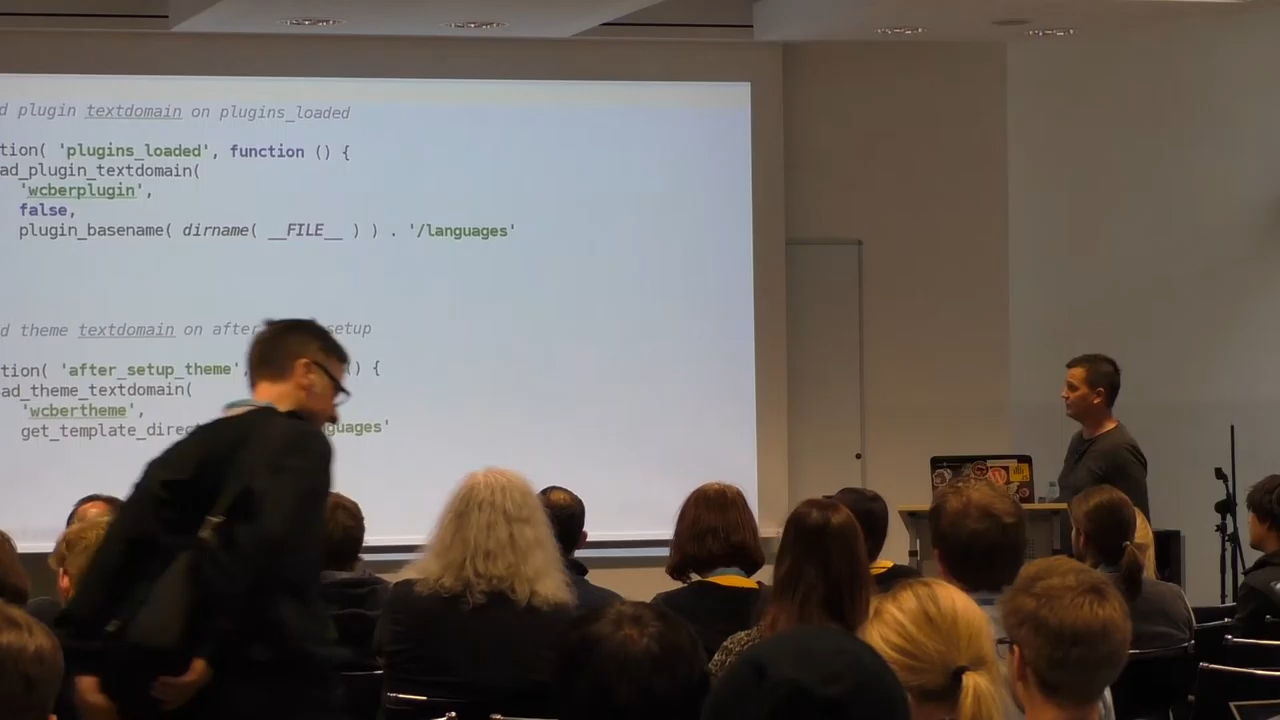 d plugin textdomain on plugins_loaded
tion( 'plugins_loaded', function () {
ad_plugin_textdomain(
'wcberplugin',
false,
plugin_basename( dirname( __FILE__ ) ) . '/languages'
d theme textdomain on after setup
tion( 'after_setup_theme', () {
ad_theme_textdomain(
'wcbertheme',
get_template_direc guages'